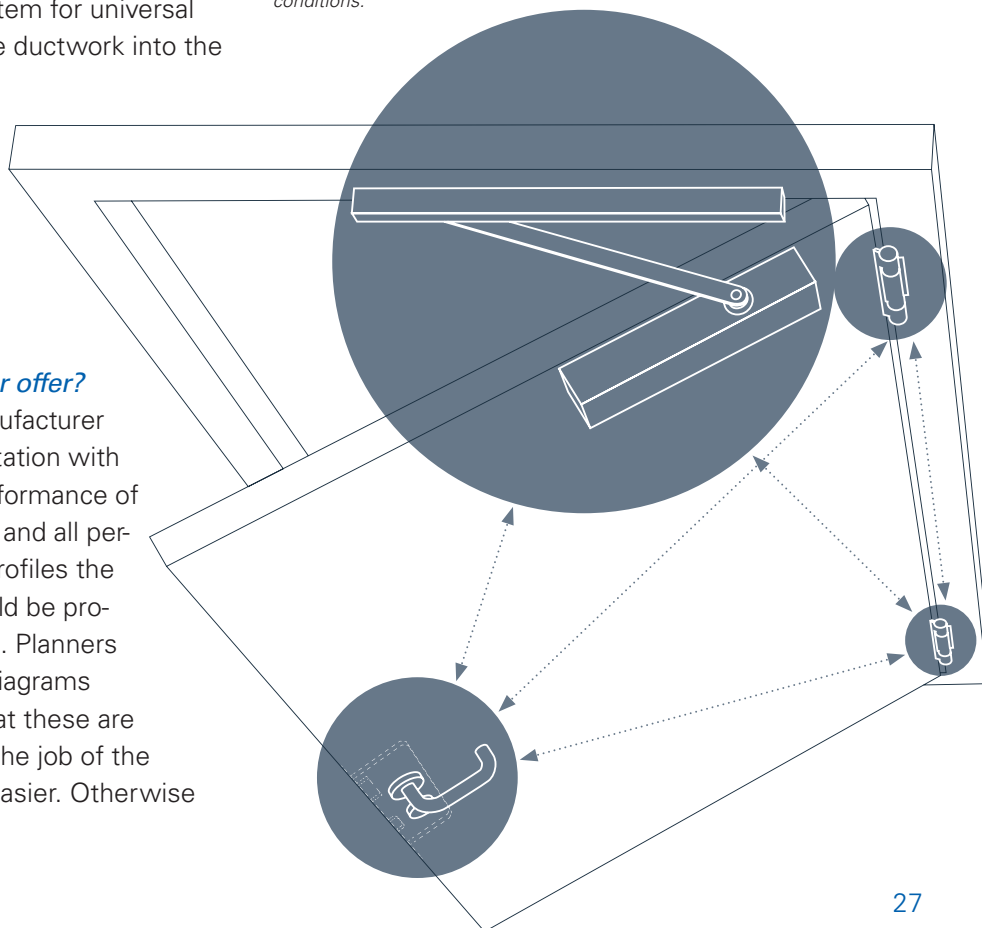 tem for universal
e ductwork into the
conditions.
r offer?
ufacturer
tation with
formance of
and all per-
rofiles the
ld be pro-
. Planners
iagrams
at these are
he job of the
asier. Otherwise
27